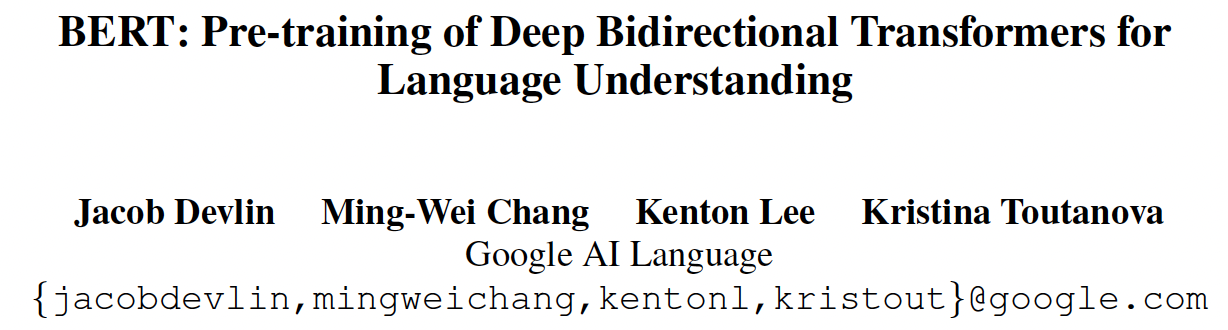 BERT: Pre-training of Deep Bidirectional Transformers for
Language Understanding
Jacob Devlin Ming-Wei Chang Kenton Lee Kristina Toutanova
Google AI Language
{jacobdevlin,mingweichang,kentonl,kristout}@google.com